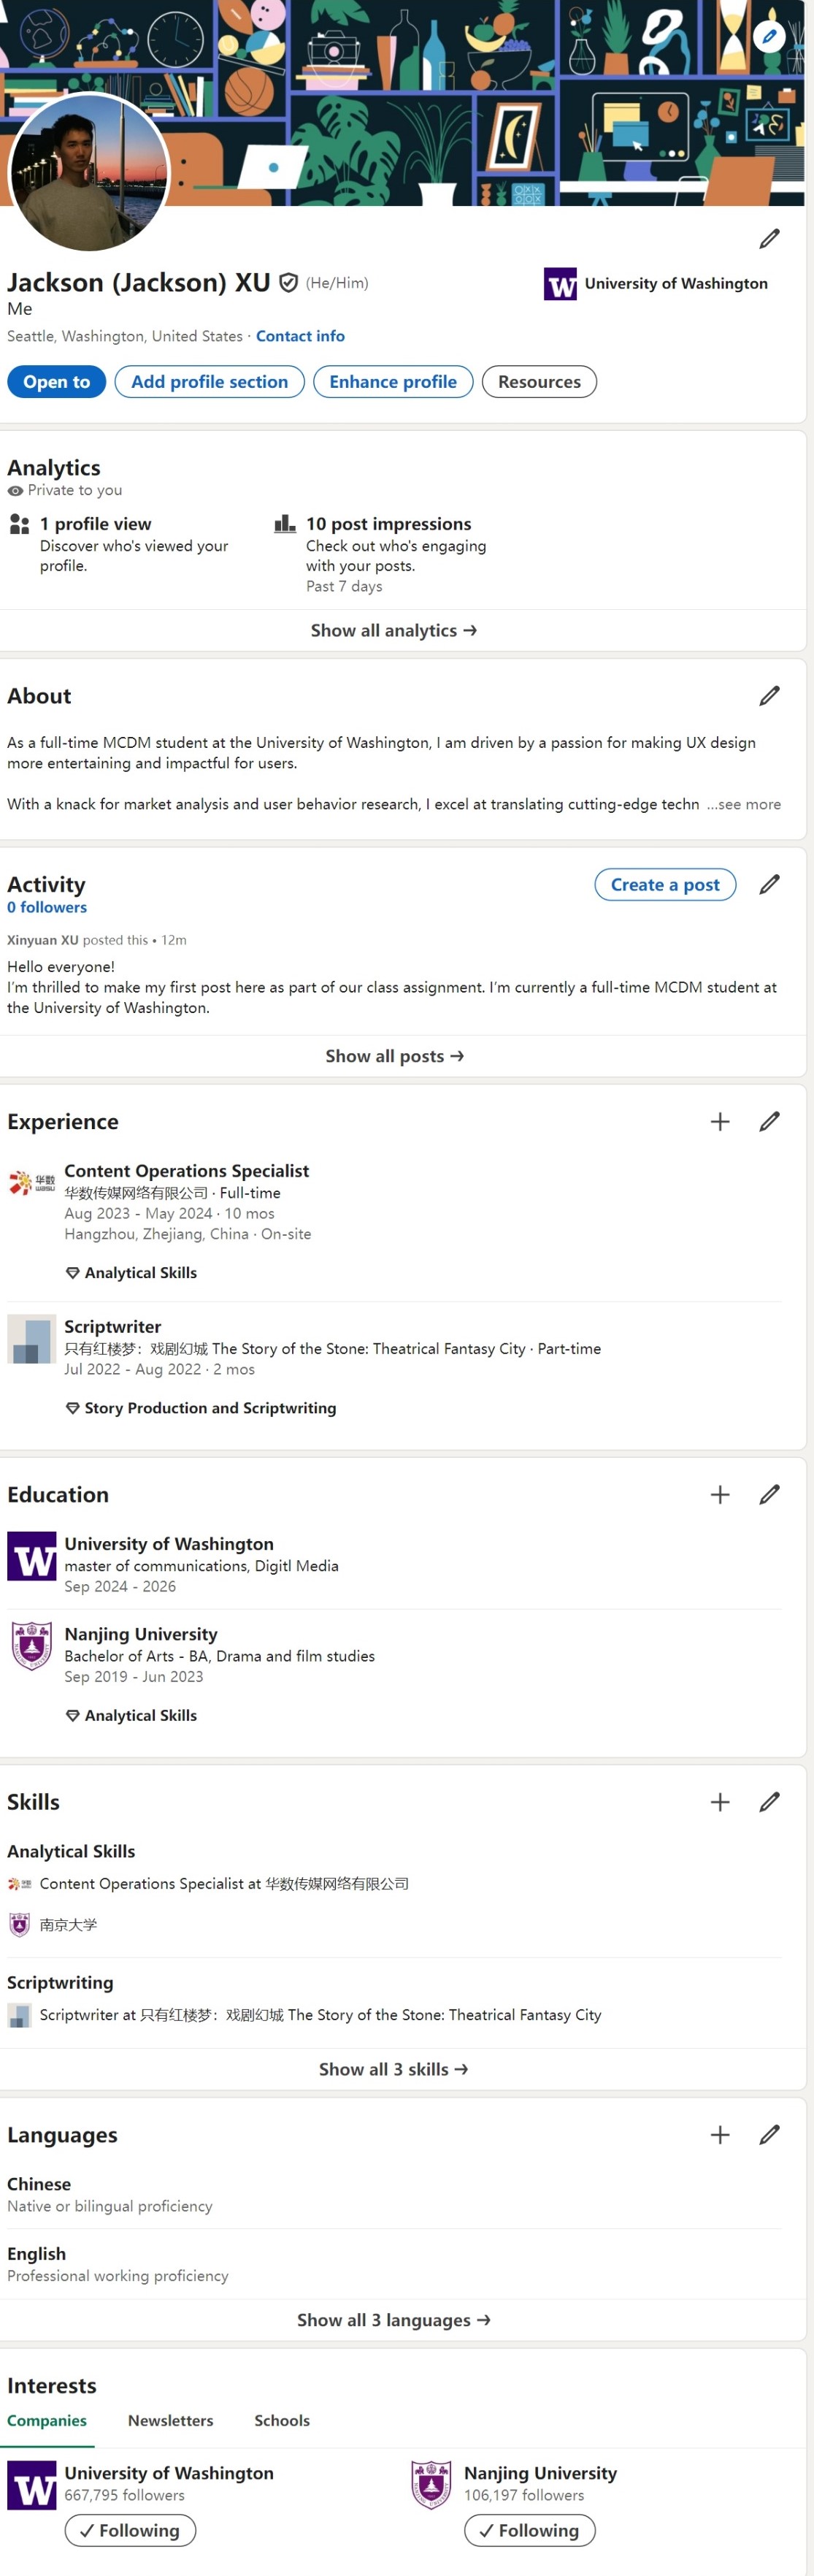 Jackson (Jackson) XU (He/Him)
University of Washington
Me
Seattle, Washington, United States · Contact info
Open to
Add profile section
Enhance profile
Resources
Analytics
Private to you
1 profile view
Discover who's viewed your
profile.
10 post impressions
Check out who's engaging
with your posts.
Past 7 days
Show all analytics →
About
As a full-time MCDM student at the University of Washington, I am driven by a passion for making UX design
more entertaining and impactful for users.
With a knack for market analysis and user behavior research, I excel at translating cutting-edge techn ...see more
Activity
Create a post
0 followers
Xinyuan XU posted this • 12m
Hello everyone!
I'm thrilled to make my first post here as part of our class assignment. I'm currently a full-time MCDM student at
the University of Washington.
Show all posts →
Experience
华数
wasu
Content Operations Specialist
华数传媒网络有限公司 · Full-time
Aug 2023 - May 2024 · 10 mos
Hangzhou, Zhejiang, China · On-site
Analytical Skills
Scriptwriter
只有红楼梦：戏剧幻城 The Story of the Stone: Theatrical Fantasy City · Part-time
Jul 2022 - Aug 2022 · 2 mos
Story Production and Scriptwriting
Education
W
University of Washington
master of communications, Digitl Media
Sep 2024 - 2026
Nanjing University
Bachelor of Arts - BA, Drama and film studies
Sep 2019 - Jun 2023
Analytical Skills
Skills
Analytical Skills
Content Operations Specialist at 华数传媒网络有限公司
南京大学
Scriptwriting
Scriptwriter at 只有红楼梦：戏剧幻城 The Story of the Stone: Theatrical Fantasy City
Show all 3 skills →
Languages
Chinese
Native or bilingual proficiency
English
Professional working proficiency
Show all 3 languages →
Interests
Companies
Newsletters
Schools
W
University of Washington
667,795 followers
✓ Following
Nanjing University
106,197 followers
✓ Following